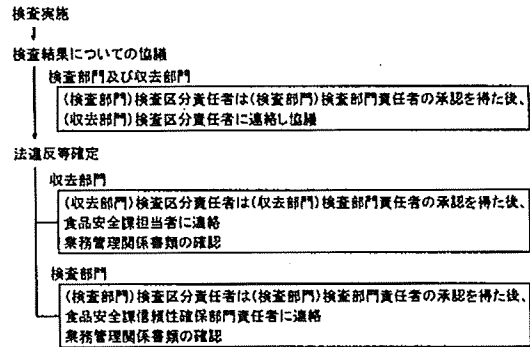 検査実施
検査結果についての協議
検査部門及び収去部門
(検査部門)検査区分責任者は(検査部門)検査部門責任者の承認を得た後、
(収去部門)検査区分責任者に連絡し協議
法違反等確定
収去部門
(収去部門)検査区分責任者は(収去部門)検査部門責任者の承認を得た後、
食品安全課担当者に連絡
業務管理関係書類の確認
検査部門
(検査部門)検査区分責任者は(検査部門)検査部門責任者の承認を得た後、
食品安全課信頼性確保部門責任者に連絡
業務管理関係書類の確認